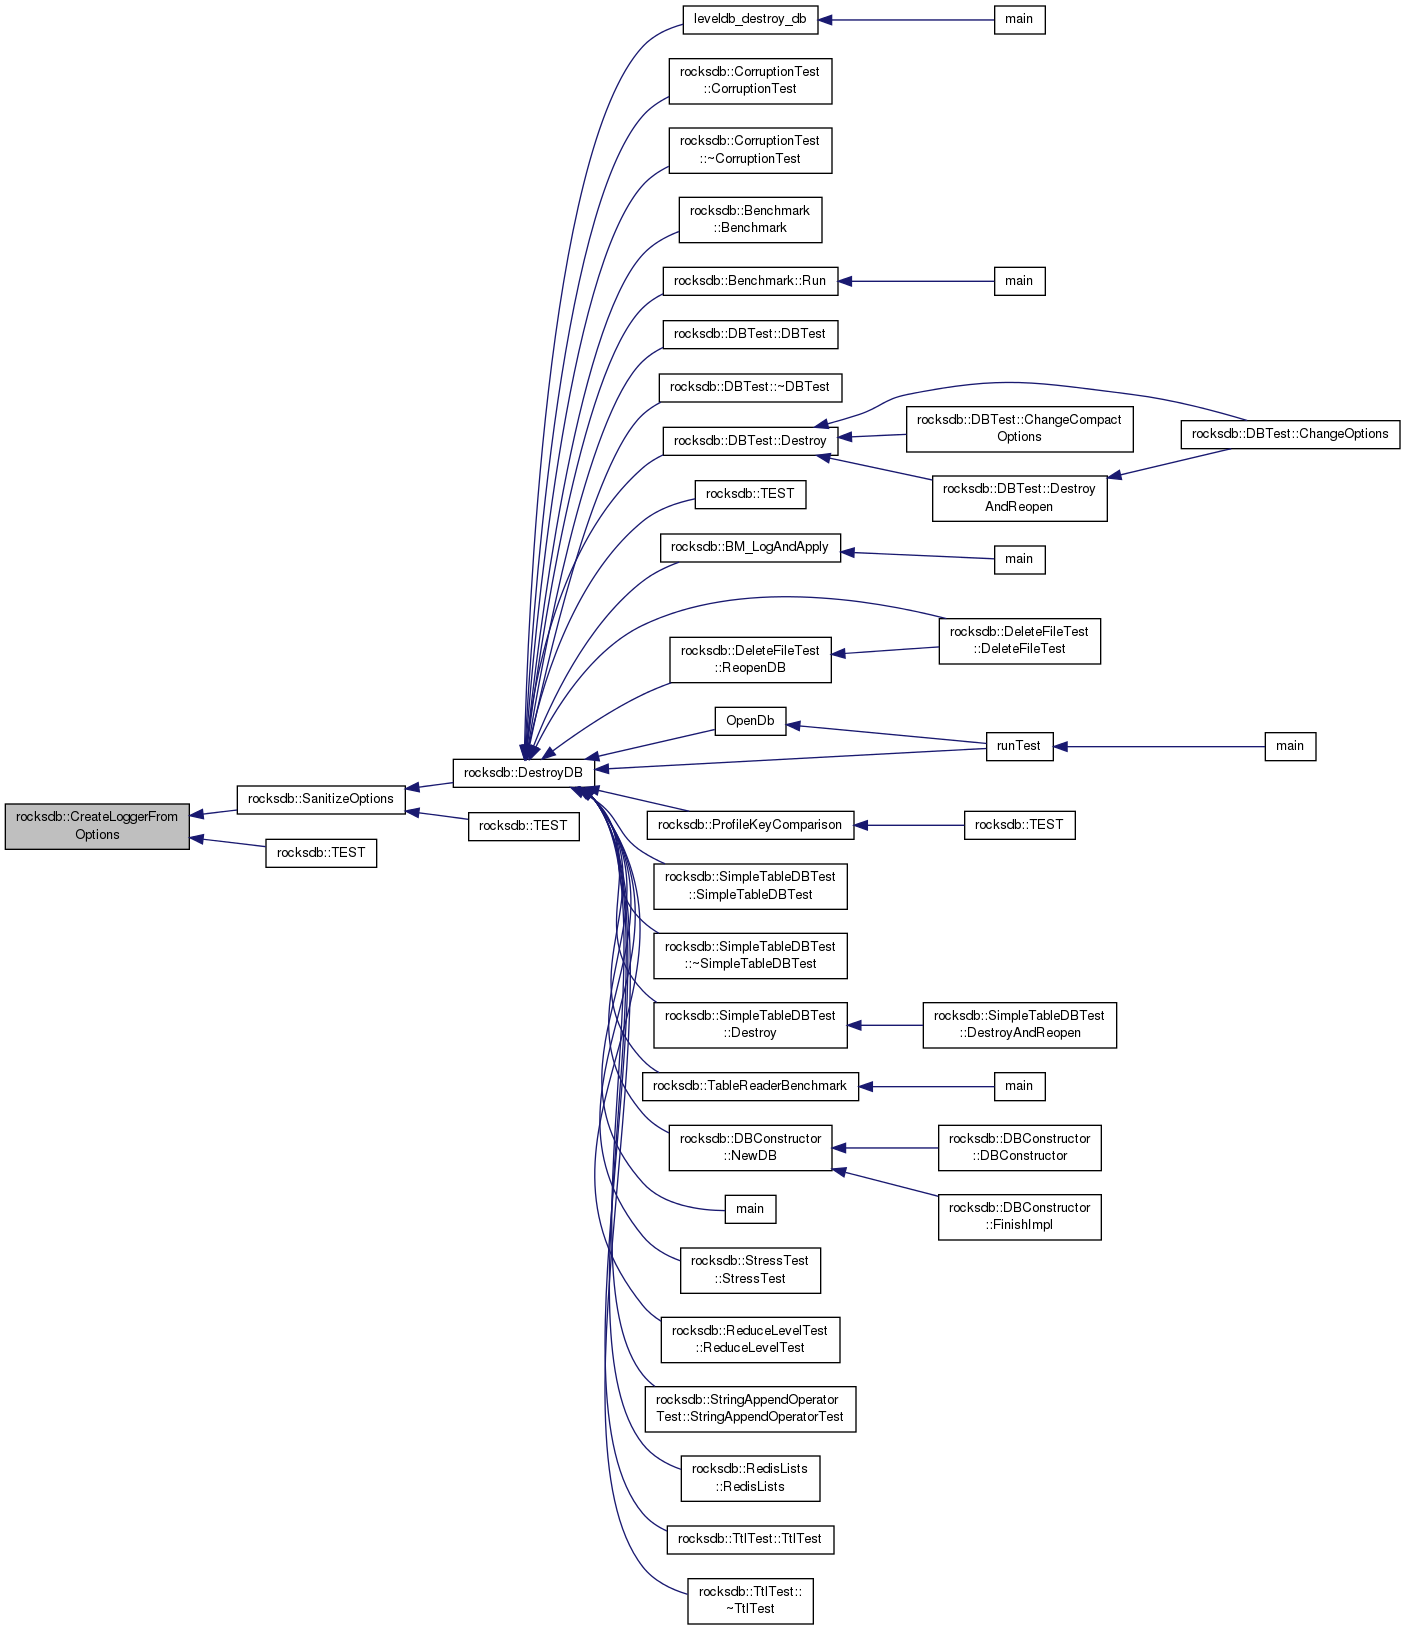 leveldb_destroy_db
main
rocksdb::CorruptionTest
::CorruptionTest
rocksdb::CorruptionTest
::~CorruptionTest
rocksdb::Benchmark
::Benchmark
rocksdb::Benchmark::Run
main
rocksdb::DBTest::DBTest
rocksdb::DBTest::~DBTest
rocksdb::DBTest::Destroy
rocksdb::DBTest::ChangeCompact
Options
rocksdb::DBTest::ChangeOptions
rocksdb::DBTest::Destroy
AndReopen
rocksdb::TEST
rocksdb::BM_LogAndApply
main
rocksdb::DeleteFileTest
::DeleteFileTest
rocksdb::DeleteFileTest
::ReopenDB
OpenDb
runTest
main
rocksdb::DestroyDB
rocksdb::SanitizeOptions
rocksdb::CreateLoggerFrom
Options
rocksdb::TEST
rocksdb::TEST
rocksdb::ProfileKeyComparison
rocksdb::TEST
rocksdb::SimpleTableDBTest
::SimpleTableDBTest
rocksdb::SimpleTableDBTest
::~SimpleTableDBTest
rocksdb::SimpleTableDBTest
::Destroy
rocksdb::SimpleTableDBTest
::DestroyAndReopen
rocksdb::TableReaderBenchmark
main
rocksdb::DBConstructor
::NewDB
rocksdb::DBConstructor
::DBConstructor
rocksdb::DBConstructor
::FinishImpl
main
rocksdb::StressTest
::StressTest
rocksdb::ReduceLevelTest
::ReduceLevelTest
rocksdb::StringAppendOperator
Test::StringAppendOperatorTest
rocksdb::RedisLists
::RedisLists
rocksdb::TtlTest::TtlTest
rocksdb::TtlTest::
~TtlTest